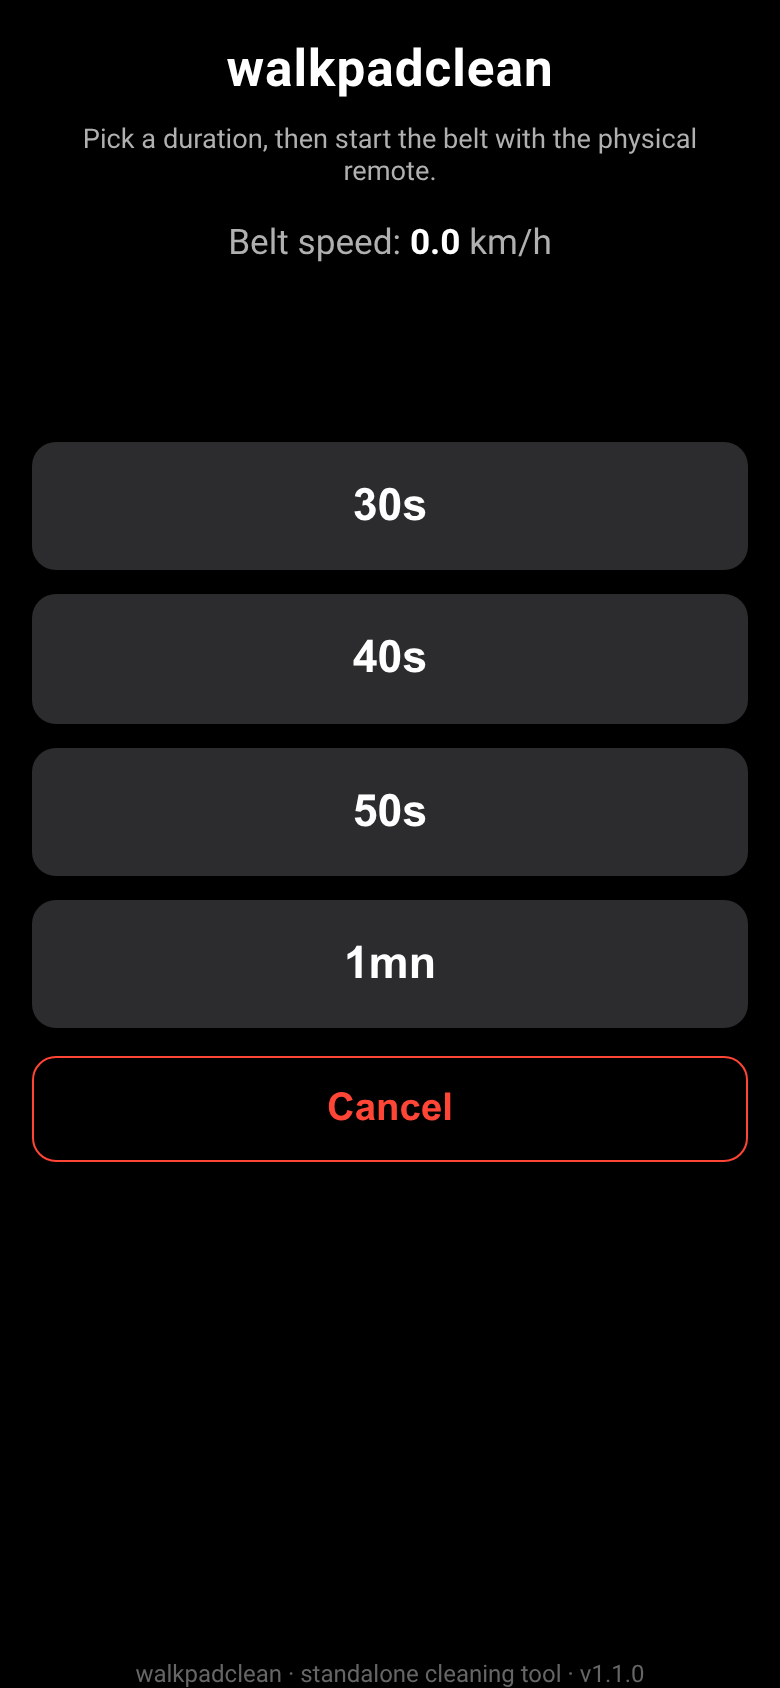 walkpadclean
Pick a duration, then start the belt with the physical
remote.
Belt speed: 0.0 km/h
30s
40s
50s
1mn
Cancel
walkpadclean · standalone cleaning tool · v1.1.0